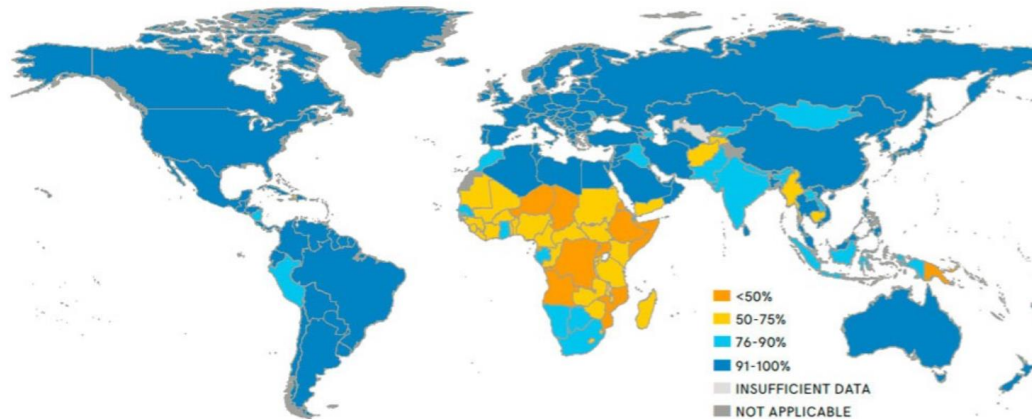 <50%
50-75%
76-90%
91-100%
INSUFFICIENT DATA
NOT APPLICABLE